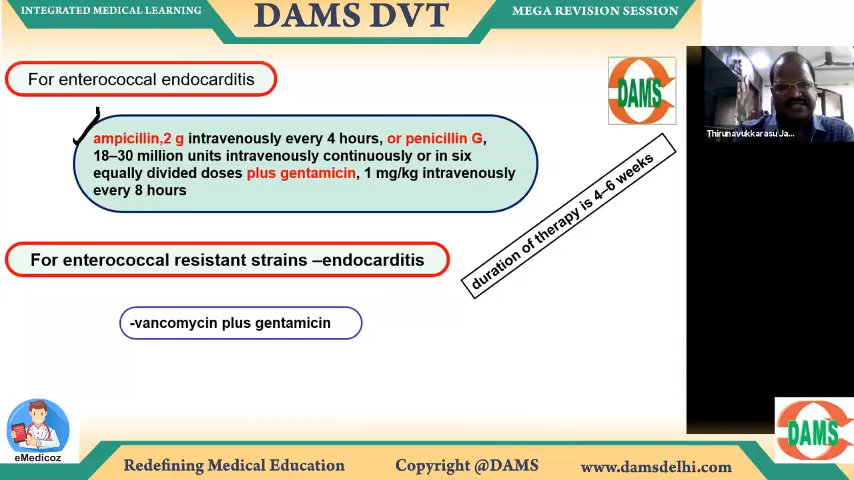 INTEGRATED MEDICAL LEARNING
DAMS DVT
MEGA REVISION SESSION
For enterococcal endocarditis
DAMS
Thirunavukkarasu Ja...
ampicillin,2 g intravenously every 4 hours, or penicillin G,
18–30 million units intravenously continuously or in six
equally divided doses plus gentamicin, 1 mg/kg intravenously
every 8 hours
duration of therapy is 4–6 weeks
For enterococcal resistant strains –endocarditis
-vancomycin plus gentamicin
DAMS
eMedicoz
Redefining Medical Education
Copyright @DAMS
www.damsdelhi.com